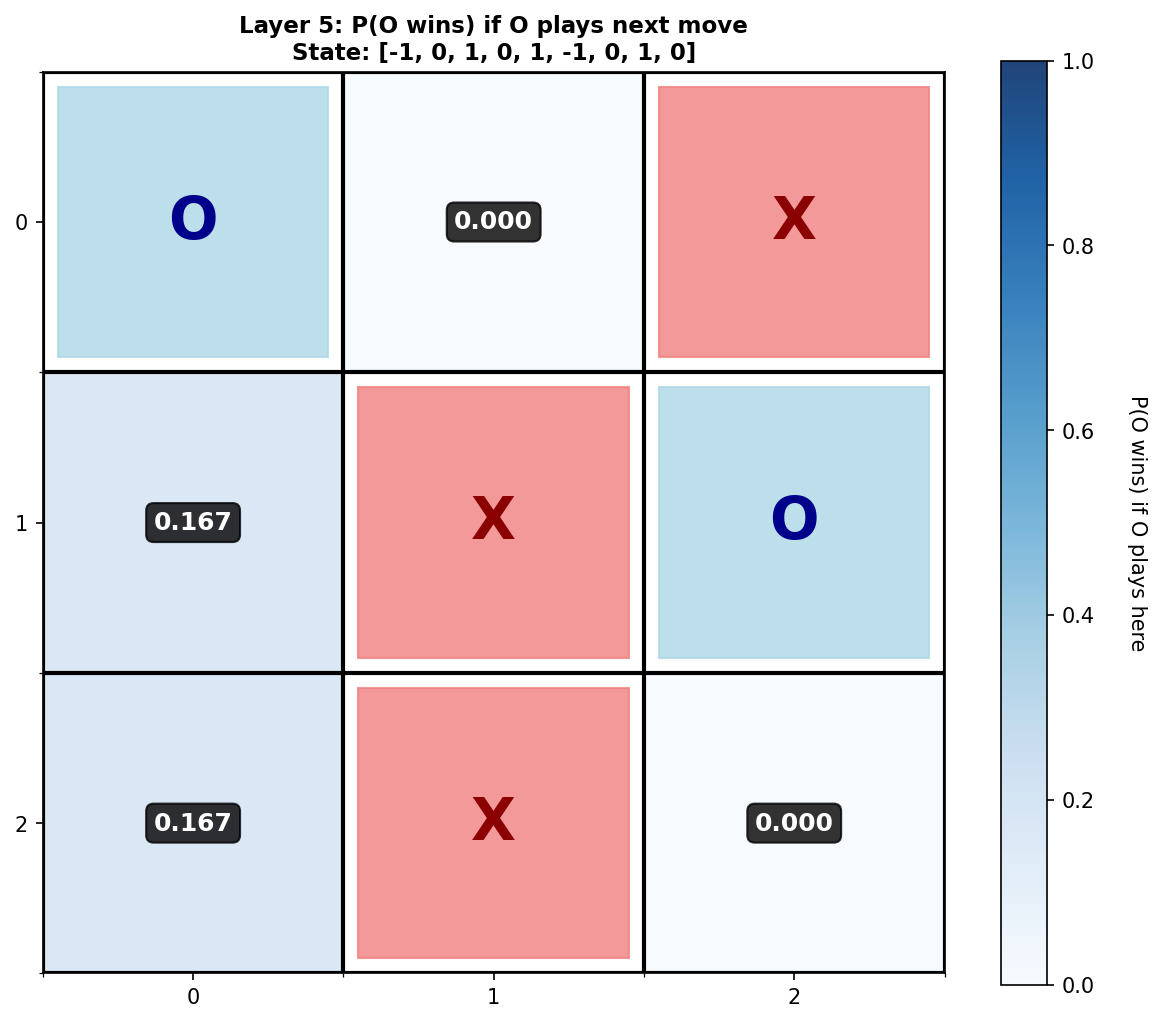 Layer 5: P(O wins) if O plays next move
State: [-1, 0, 1, 0, 1, -1, 0, 1, 0]
0
O
0.000
X
1
0.167
X
O
2
0.167
X
0.000
0
1
2
1.0
0.8
0.6
0.4
0.2
0.0
P(O wins) if O plays here